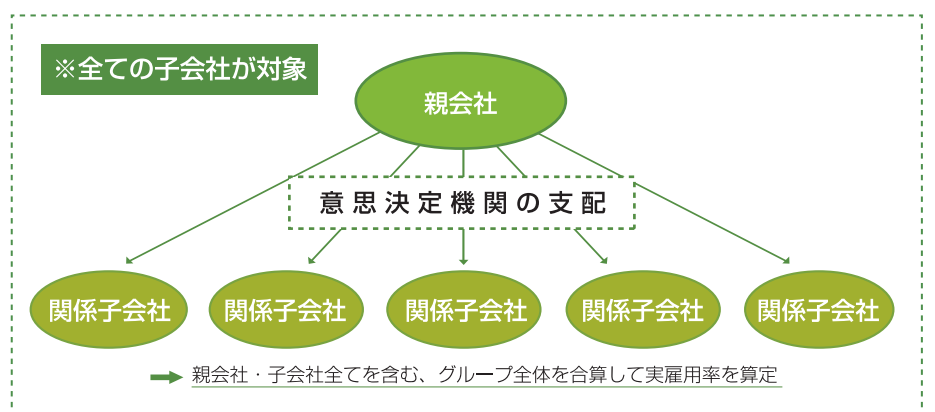 ※全ての子会社が対象
親会社
意思決定機関の支配
関係子会社
関係子会社
関係子会社
関係子会社
関係子会社
親会社・子会社全てを含む、グループ全体を合算して実雇用率を算定